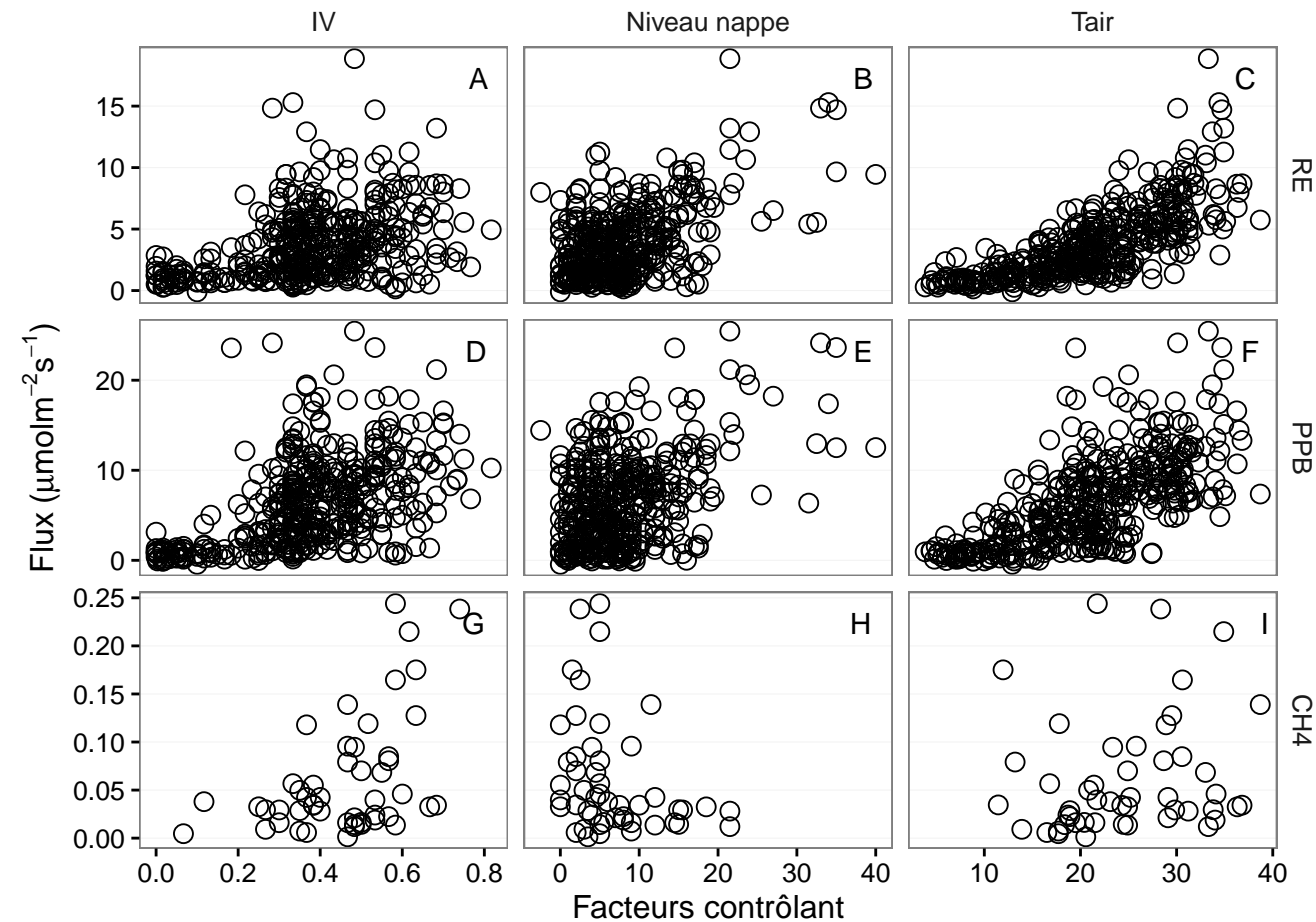 IV Niveau nappe Tair
A B C
RE
15
10
5
0
D E F
PPB
20
10
0
G H I
CH4
0.25
0.20
0.15
0.10
0.05
0.00
Flux (µmolm⁻²s⁻¹)
0.0 0.2 0.4 0.6 0.8 0 10 20 30 40 10 20 30 40
Facteurs contrôlant